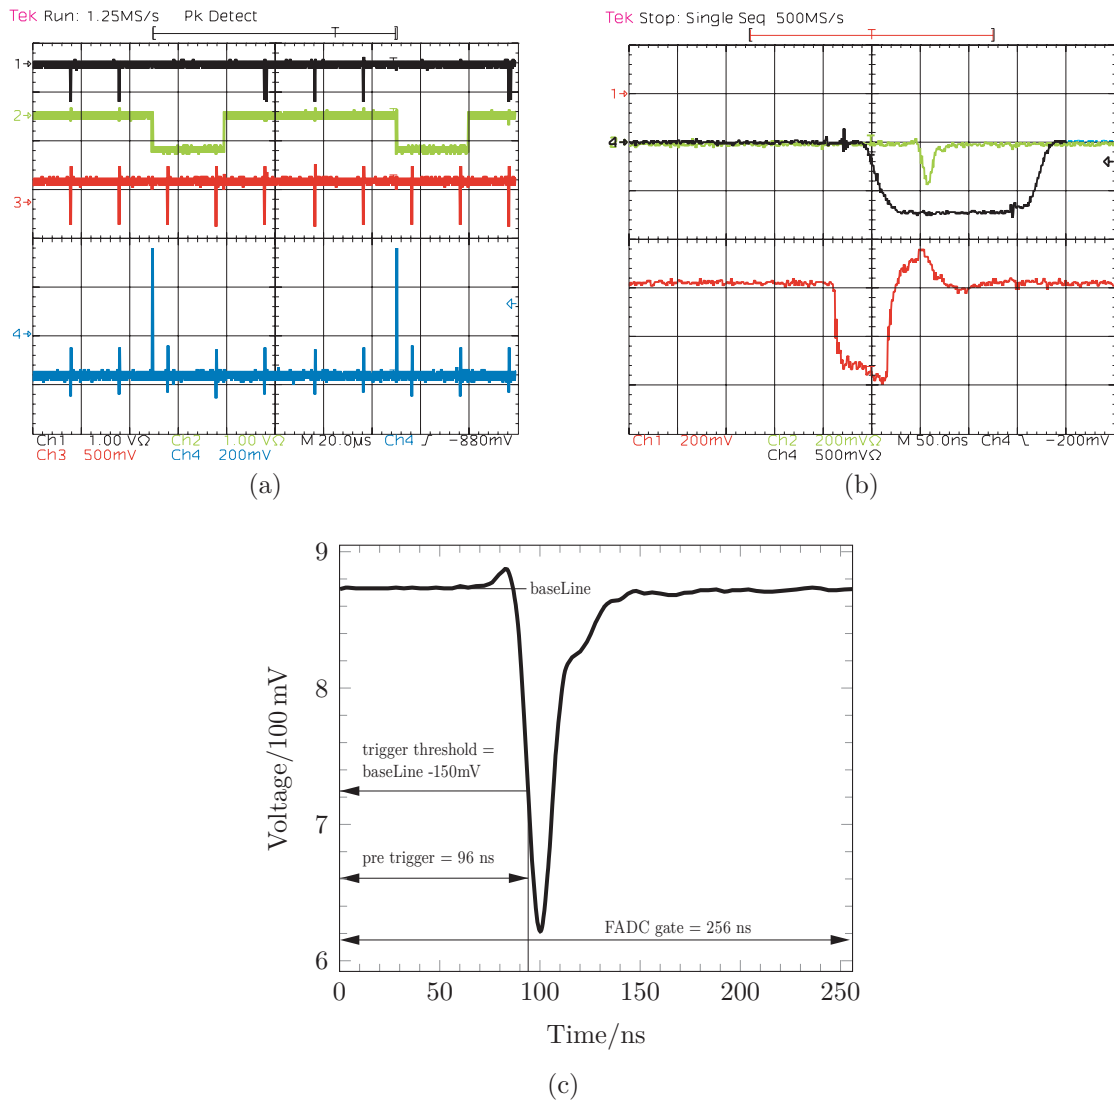 Tek Run: 1.25MS/s Pk Detect
T
1
2
3
4
Ch1 1.00 VΩ Ch2 1.00 VΩ M 20.0µs Ch4 -880mV
Ch3 500mV Ch4 200mV
(a)
Tek Stop: Single Seq 500MS/s
T
1
4
Ch1 200mV Ch2 200mVΩ M 50.0ns Ch4 -200mV
Ch4 500mVΩ
(b)
9
8
7
6
Voltage/100 mV
baseLine
trigger threshold =
baseLine -150mV
pre trigger = 96 ns
FADC gate = 256 ns
0 50 100 150 200 250
Time/ns
(c)